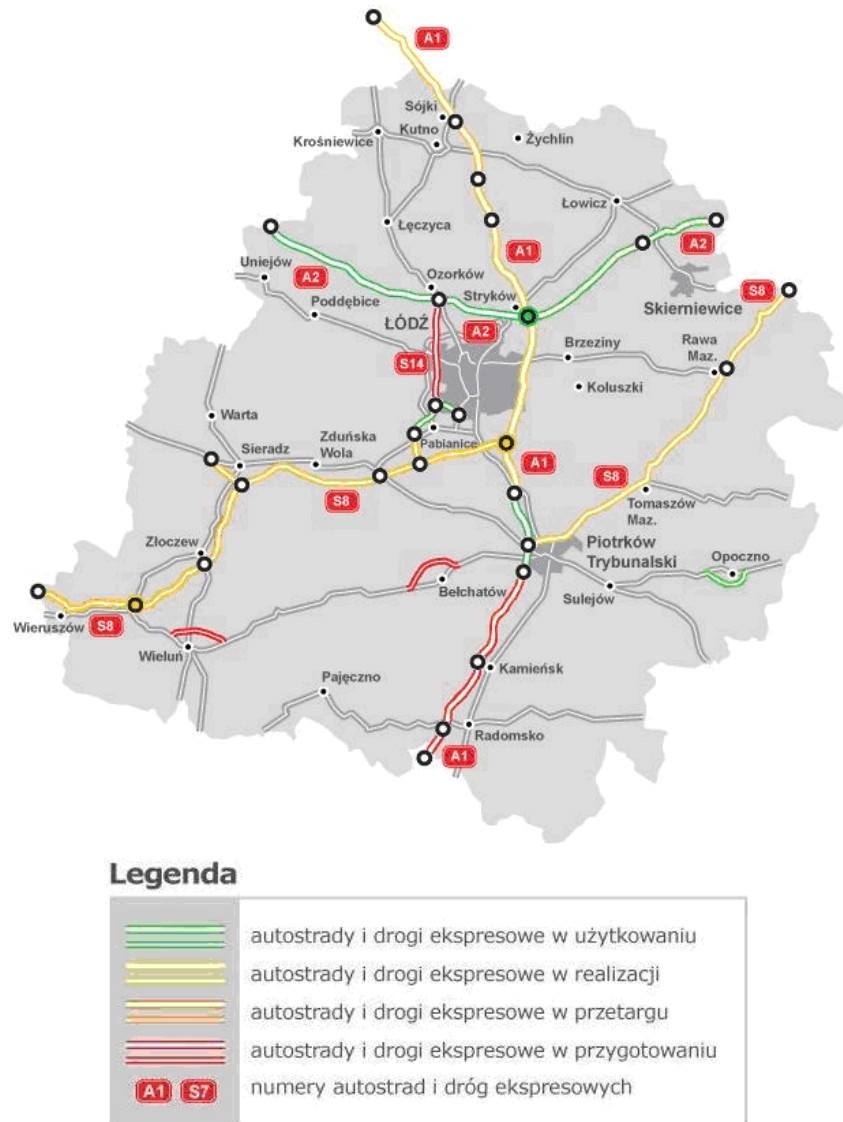 A1
Sójki
Kutno
Krośniewice
Żychlin
Łowicz
Łęczyca
A1
A2
Uniejów
A2
Ozorków
Stryków
Poddębice
Skierniewice
S8
ŁÓDŹ
A2
Brzeziny
Rawa
Maz.
S14
Koluszki
Warta
Zduńska
Wola
Sieradz
Pabianice
A1
S8
S8
Tomaszów
Maz.
Złoczew
Piotrków
Trybunalski
Opoczno
Bełchatów
Sulejów
Wieruszów
S8
Wieluń
Kamieńsk
Pajęczno
Radomsko
A1
Legenda
autostrady i drogi ekspresowe w użytkowaniu
autostrady i drogi ekspresowe w realizacji
autostrady i drogi ekspresowe w przetargu
autostrady i drogi ekspresowe w przygotowaniu
A1 S7 numery autostrad i dróg ekspresowych